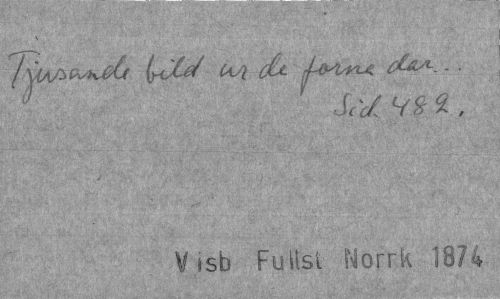 Tjusande bild ur de forna dar...
Sid 482.
Visb Fullst Norrk 1874